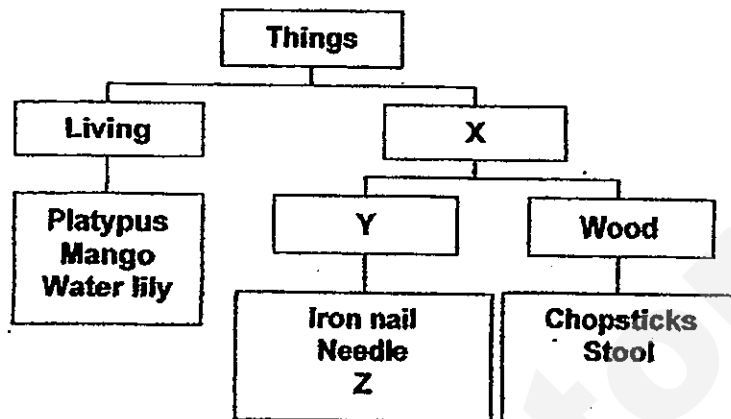 Things
Living
X
Platypus
Mango
Water lily
Y
Wood
Iron nail
Needle
Z
Chopsticks
Stool